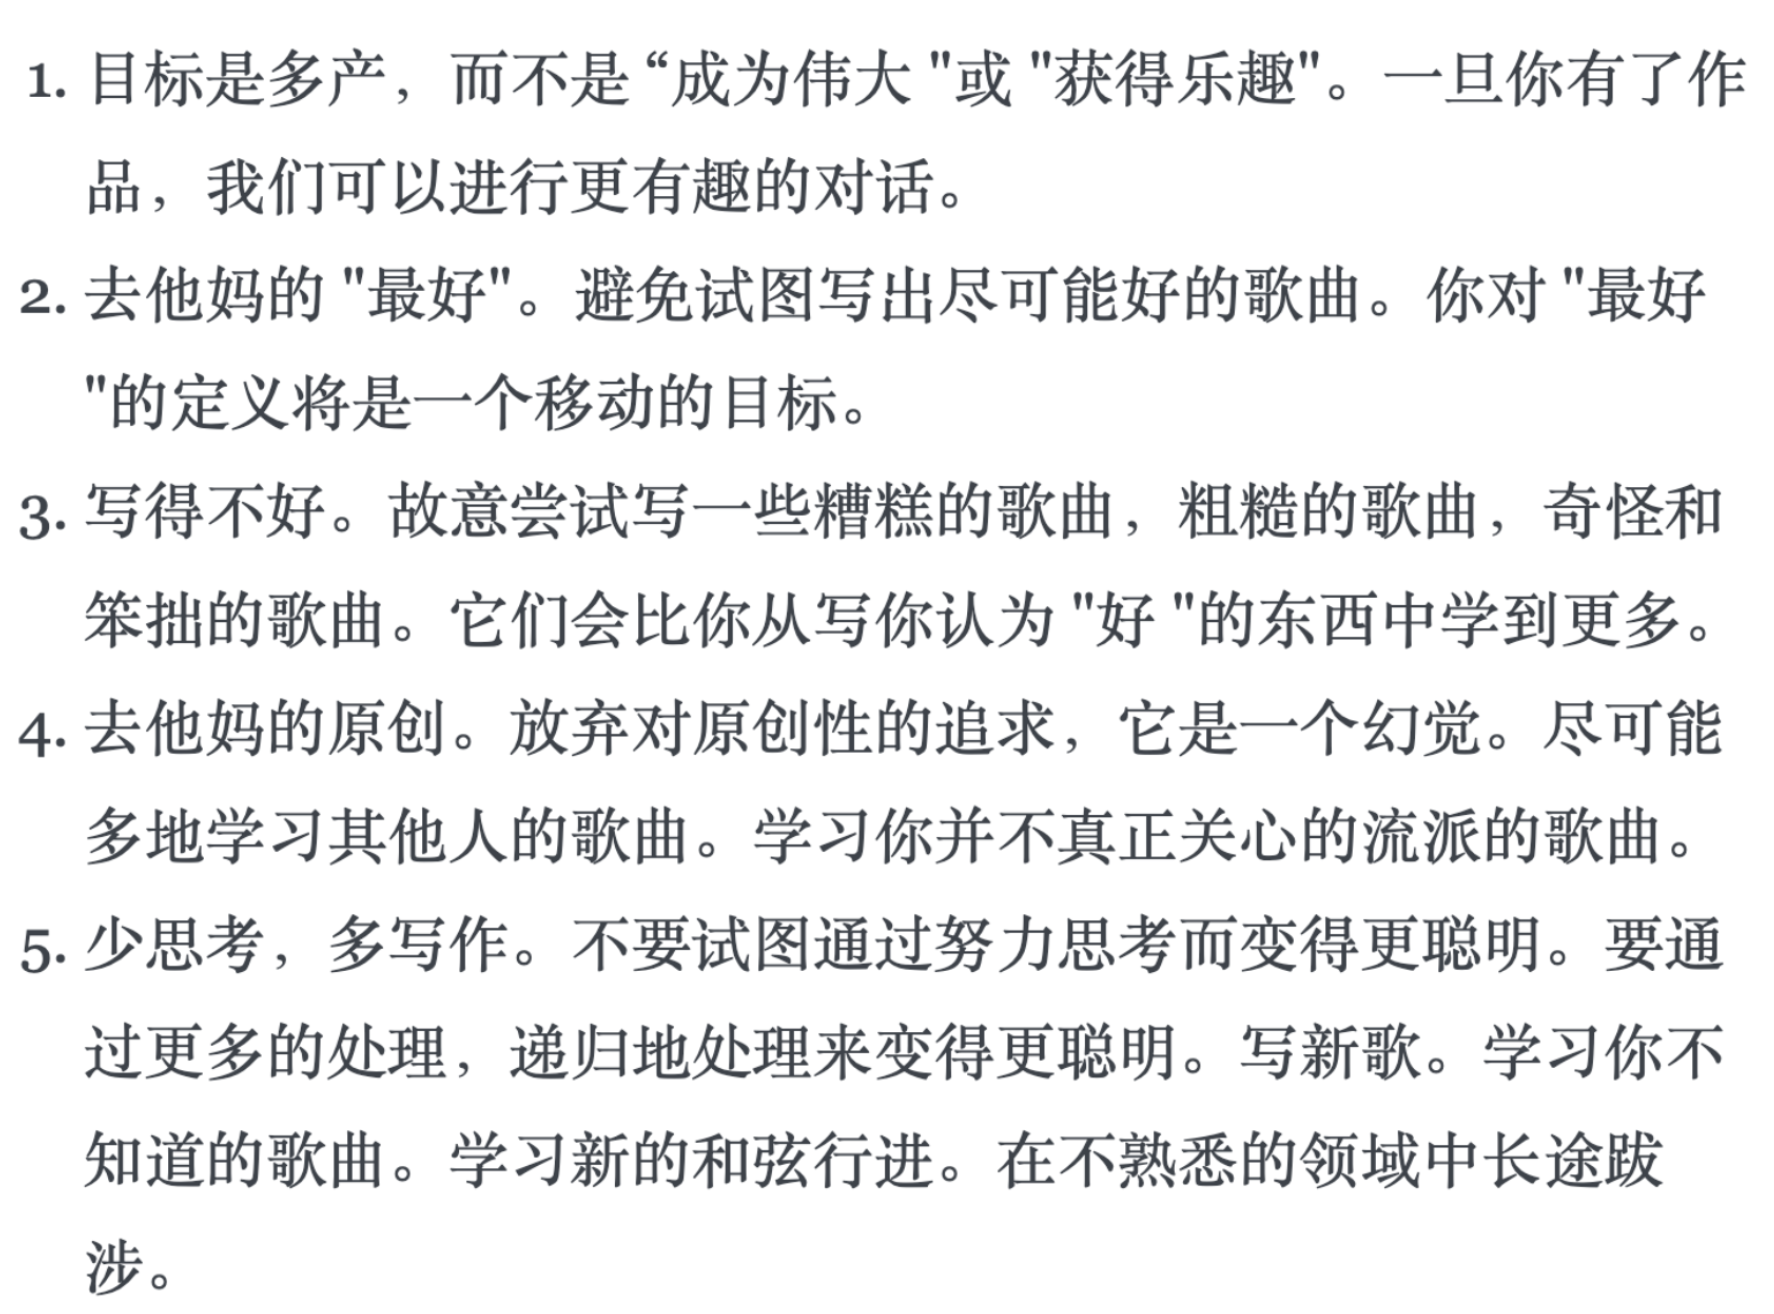 1. 目标是多产，而不是 “成为伟大 "或 "获得乐趣"。一旦你有了作
品，我们可以进行更有趣的对话。
2. 去他妈的 "最好"。避免试图写出尽可能好的歌曲。你对 "最好
"的定义将是一个移动的目标。
3. 写得不好。故意尝试写一些糟糕的歌曲，粗糙的歌曲，奇怪和
笨拙的歌曲。它们会比你从写你认为 "好 "的东西中学到更多。
4. 去他妈的原创。放弃对原创性的追求，它是一个幻觉。尽可能
多地学习其他人的歌曲。学习你并不真正关心的流派的歌曲。
5. 少思考，多写作。不要试图通过努力思考而变得更聪明。要通
过更多的处理，递归地处理来变得更聪明。写新歌。学习你不
知道的歌曲。学习新的和弦行进。在不熟悉的领域中长途跋
涉。